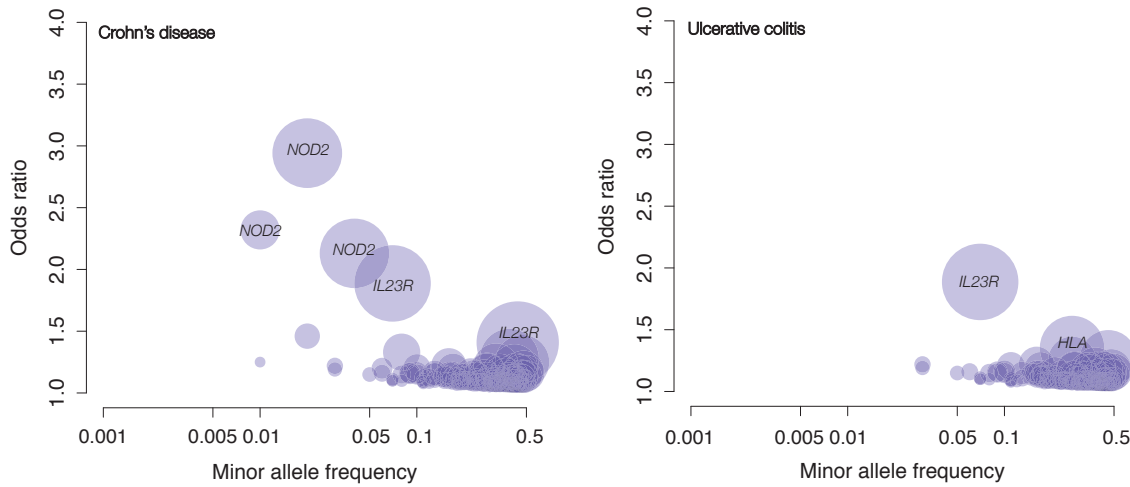 Crohn's disease
Odds ratio
4.0
3.5
3.0
2.5
2.0
1.5
1.0
NOD2
NOD2
NOD2
IL23R
IL23R
0.001
0.005
0.01
0.05
0.1
0.5
Minor allele frequency
Ulcerative colitis
Odds ratio
4.0
3.5
3.0
2.5
2.0
1.5
1.0
IL23R
HLA
0.001
0.005
0.01
0.05
0.1
0.5
Minor allele frequency